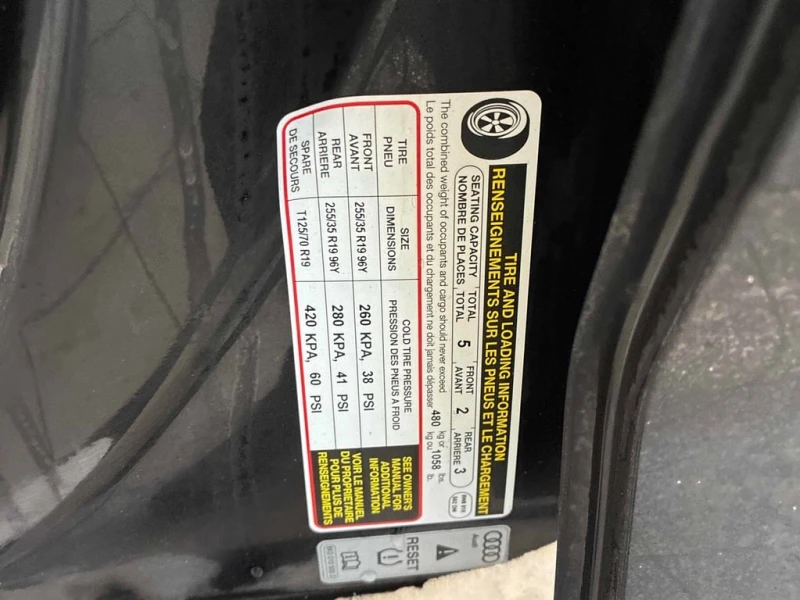 TIRE AND LOADING INFORMATION
RENSEIGNEMENTS SUR LES PNEUS ET LE CHARGEMENT
SEATING CAPACITY TOTAL 5 FRONT 2 REAR 3
NOMBRE DE PLACES TOTAL AVANT ARRIÈRE
The combined weight of occupants and cargo should never exceed 480 kg or 1058 lbs.
Le poids total des occupants et du chargement ne doit jamais dépasser kg ou lb.
TIRE SIZE COLD TIRE PRESSURE
PNEU DIMENSIONS PRESSION DES PNEUS A FROID
FRONT 255/35 R19 96Y 260 KPA, 38 PSI
AVANT
REAR 255/35 R19 96Y 280 KPA, 41 PSI
ARRIERE
SPARE T125/70 R19 420 KPA, 60 PSI
DE SECOURS
SEE OWNER'S
MANUAL FOR
ADDITIONAL
INFORMATION
VOIR LE MANUEL
DU PROPRIETAIRE
POUR PLUS DE
RENSEIGNEMENTS
Audi
RESET